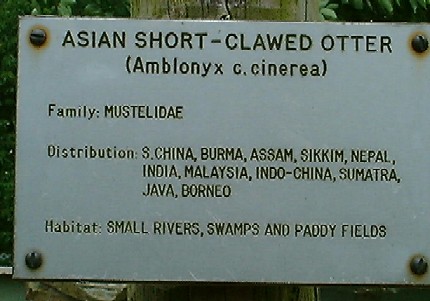 ASIAN SHORT-CLAWED OTTER
(Amblonyx c. cinerea)
Family: MUSTELIDAE
Distribution: S.CHINA, BURMA, ASSAM, SIKKIM, NEPAL,
INDIA, MALAYSIA, INDO-CHINA, SUMATRA,
JAVA, BORNEO
Habitat: SMALL RIVERS, SWAMPS AND PADDY FIELDS